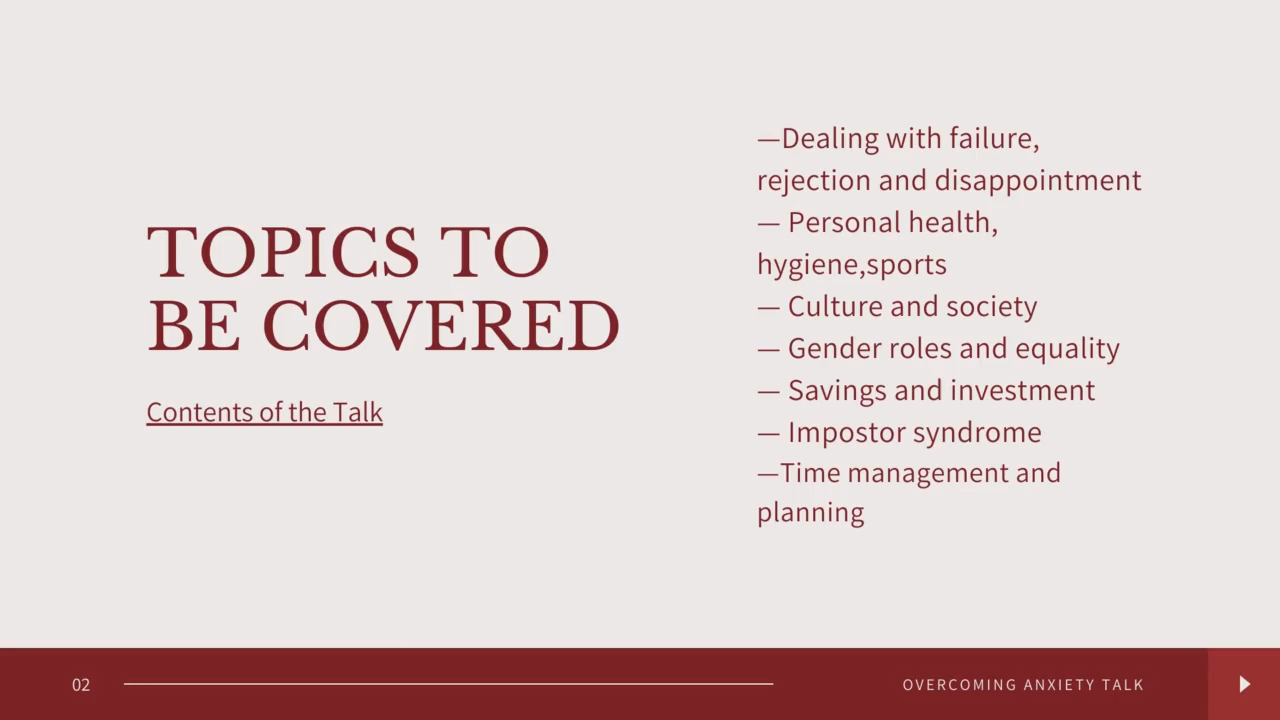 TOPICS TO
BE COVERED
Contents of the Talk
—Dealing with failure,
rejection and disappointment
— Personal health,
hygiene,sports
— Culture and society
— Gender roles and equality
— Savings and investment
— Impostor syndrome
—Time management and
planning
02
OVERCOMING ANXIETY TALK